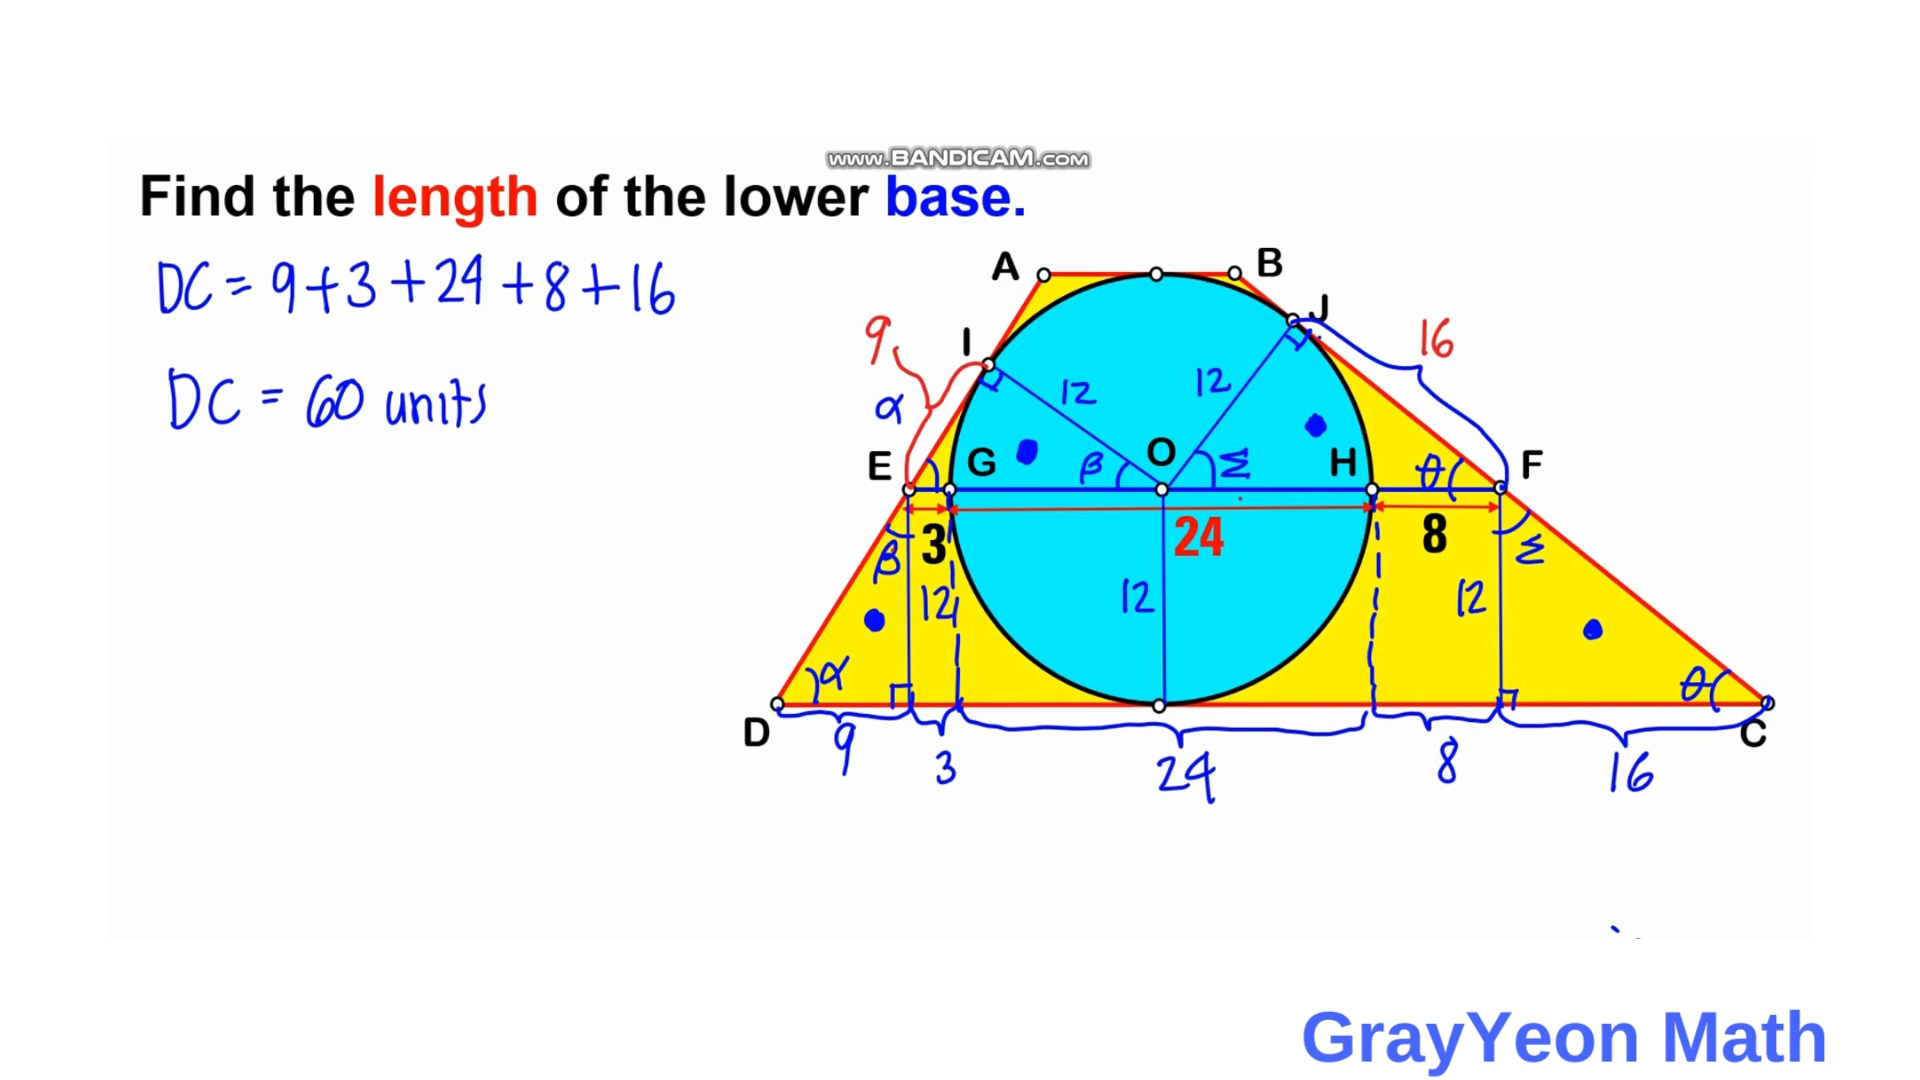 www.BANDICAM.com
Find the length of the lower base.
DC = 9+3+24+8+16
DC = 60 units
A
B
I
J
9
16
α
12
12
E
G
β
O
Σ
H
θ
F
3
24
8
β
12
12
12
Σ
α
θ
D
C
9
3
24
8
16
GrayYeon Math